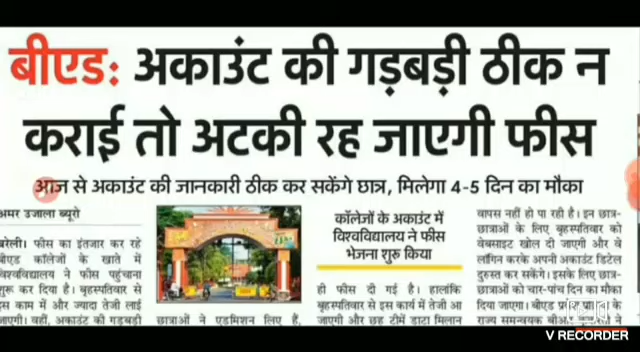 बीएड: अकाउंट की गड़बड़ी ठीक न
कराई तो अटकी रह जाएगी फीस
आज से अकाउंट की जानकारी ठीक कर सकेंगे छात्र, मिलेगा 4-5 दिन का मौका
अमर उजाला ब्यूरो
बरेली। फीस का इंतजार कर रहे
बीएड कॉलेजों के खाते में
विश्वविद्यालय ने फीस पहुंचाना
शुरू कर दिया है। बृहस्पतिवार से
इस काम में और ज्यादा तेजी लाई
जाएगी। वहीं, अकाउंट की गड़बड़ी
छात्राओं ने एडमिशन लिए हैं,
कॉलेजों के अकाउंट में
विश्वविद्यालय ने फीस
भेजना शुरू किया
ही फीस दी गई है। हालांकि
बृहस्पतिवार से इस कार्य में तेजी आ
जाएगी और छह टीमें डाटा मिलान
वापस नहीं हो पा रही है। इन छात्र-
छात्राओं के लिए बृहस्पतिवार को
वेबसाइट खोल दी जाएगी और वे
लॉगिन करके अपनी अकाउंट डिटेल
दुरुस्त कर सकेंगे। इसके लिए छात्र-
छात्राओं को चार-पांच दिन का मौका
दिया जाएगा। बीएड
के राज्य समन्वयक
V RECORDER